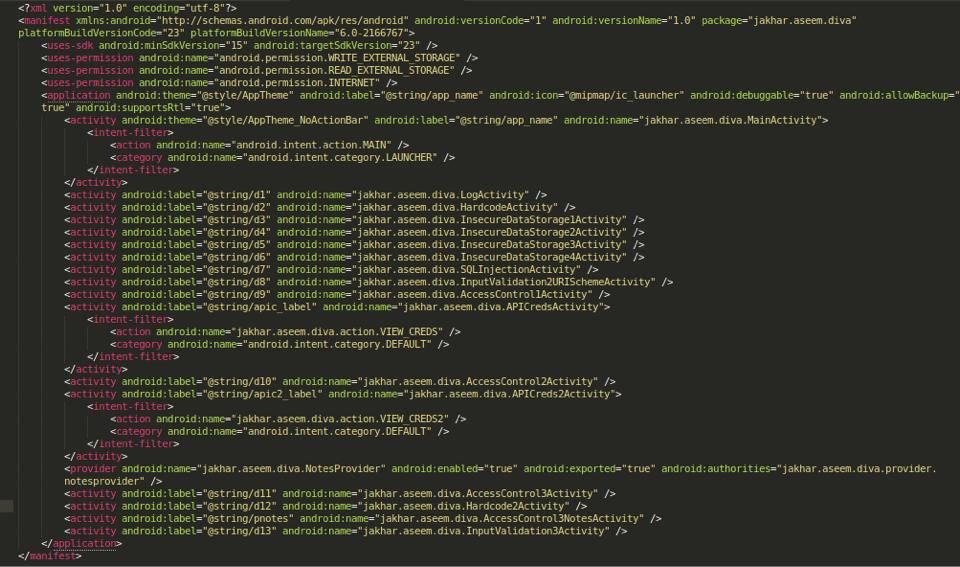 <?xml version="1.0" encoding="utf-8"?>
<manifest xmlns:android="http://schemas.android.com/apk/res/android" android:versionCode="1" android:versionName="1.0" package="jakhar.aseem.diva"
platformBuildVersionCode="23" platformBuildVersionName="6.0-2166767">
<uses-sdk android:minSdkVersion="15" android:targetSdkVersion="23" />
<uses-permission android:name="android.permission.WRITE_EXTERNAL_STORAGE" />
<uses-permission android:name="android.permission.READ_EXTERNAL_STORAGE" />
<uses-permission android:name="android.permission.INTERNET" />
<application android:theme="@style/AppTheme" android:label="@string/app_name" android:icon="@mipmap/ic_launcher" android:debuggable="true" android:allowBackup="
true" android:supportsRtl="true">
<activity android:theme="@style/AppTheme_NoActionBar" android:label="@string/app_name" android:name="jakhar.aseem.diva.MainActivity">
<intent-filter>
<action android:name="android.intent.action.MAIN" />
<category android:name="android.intent.category.LAUNCHER" />
</intent-filter>
</activity>
<activity android:label="@string/d1" android:name="jakhar.aseem.diva.LogActivity" />
<activity android:label="@string/d2" android:name="jakhar.aseem.diva.HardcodeActivity" />
<activity android:label="@string/d3" android:name="jakhar.aseem.diva.InsecureDataStorage1Activity" />
<activity android:label="@string/d4" android:name="jakhar.aseem.diva.InsecureDataStorage2Activity" />
<activity android:label="@string/d5" android:name="jakhar.aseem.diva.InsecureDataStorage3Activity" />
<activity android:label="@string/d6" android:name="jakhar.aseem.diva.InsecureDataStorage4Activity" />
<activity android:label="@string/d7" android:name="jakhar.aseem.diva.SQLInjectionActivity" />
<activity android:label="@string/d8" android:name="jakhar.aseem.diva.InputValidation2URISchemeActivity" />
<activity android:label="@string/d9" android:name="jakhar.aseem.diva.AccessControl1Activity" />
<activity android:label="@string/apic_label" android:name="jakhar.aseem.diva.APICredsActivity">
<intent-filter>
<action android:name="jakhar.aseem.diva.action.VIEW_CREDS" />
<category android:name="android.intent.category.DEFAULT" />
</intent-filter>
</activity>
<activity android:label="@string/d10" android:name="jakhar.aseem.diva.AccessControl2Activity" />
<activity android:label="@string/apic2_label" android:name="jakhar.aseem.diva.APICreds2Activity">
<intent-filter>
<action android:name="jakhar.aseem.diva.action.VIEW_CREDS2" />
<category android:name="android.intent.category.DEFAULT" />
</intent-filter>
</activity>
<provider android:name="jakhar.aseem.diva.NotesProvider" android:enabled="true" android:exported="true" android:authorities="jakhar.aseem.diva.provider.
notesprovider" />
<activity android:label="@string/d11" android:name="jakhar.aseem.diva.AccessControl3Activity" />
<activity android:label="@string/d12" android:name="jakhar.aseem.diva.Hardcode2Activity" />
<activity android:label="@string/pnotes" android:name="jakhar.aseem.diva.AccessControl3NotesActivity" />
<activity android:label="@string/d13" android:name="jakhar.aseem.diva.InputValidation3Activity" />
</application>
</manifest>